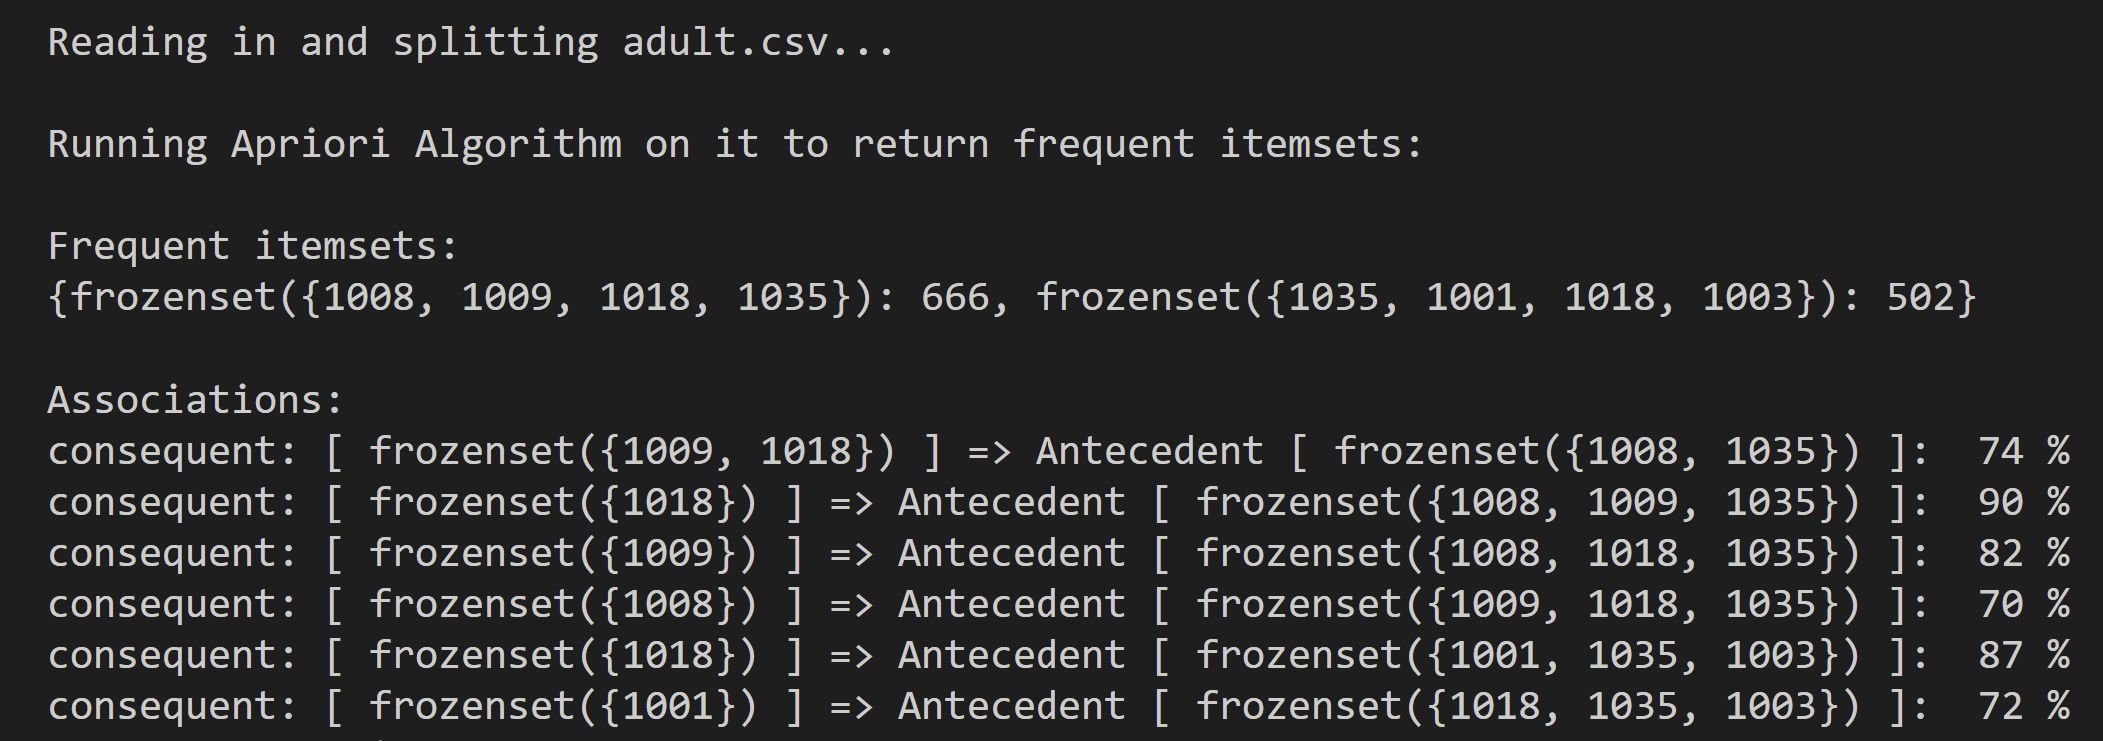 Reading in and splitting adult.csv...
Running Apriori Algorithm on it to return frequent itemsets:
Frequent itemsets:
{frozenset({1008, 1009, 1018, 1035}): 666, frozenset({1035, 1001, 1018, 1003}): 502}
Associations:
consequent: [ frozenset({1009, 1018}) ] => Antecedent [ frozenset({1008, 1035}) ]:  74 %
consequent: [ frozenset({1018}) ] => Antecedent [ frozenset({1008, 1009, 1035}) ]:  90 %
consequent: [ frozenset({1009}) ] => Antecedent [ frozenset({1008, 1018, 1035}) ]:  82 %
consequent: [ frozenset({1008}) ] => Antecedent [ frozenset({1009, 1018, 1035}) ]:  70 %
consequent: [ frozenset({1018}) ] => Antecedent [ frozenset({1001, 1035, 1003}) ]:  87 %
consequent: [ frozenset({1001}) ] => Antecedent [ frozenset({1018, 1035, 1003}) ]:  72 %